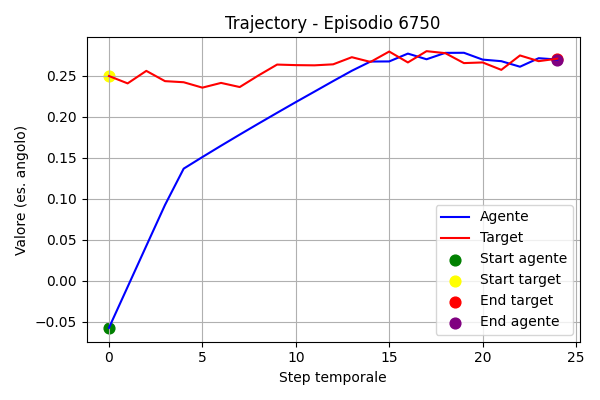 Trajectory - Episodio 6750
Valore (es. angolo)
0.25
0.20
0.15
0.10
0.05
0.00
−0.05
0
5
10
15
20
25
Step temporale
Agente
Target
Start agente
Start target
End target
End agente